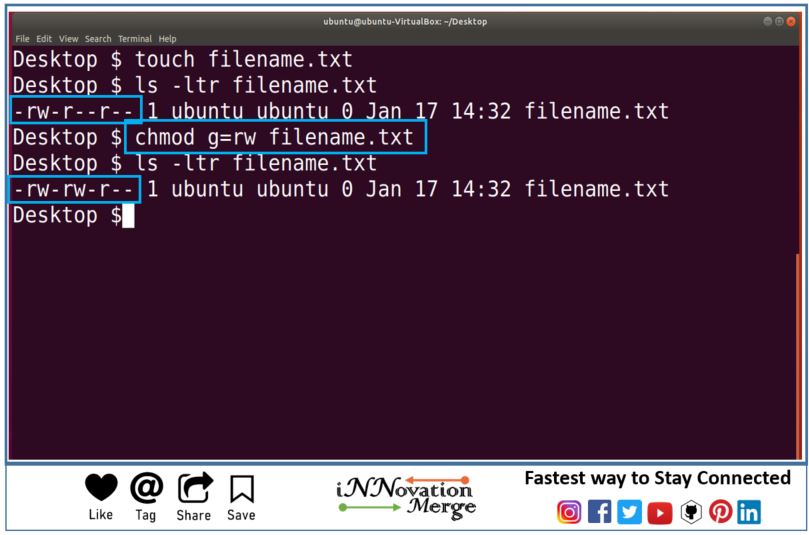 ubuntu@ubuntu-VirtualBox: ~/Desktop
File Edit View Search Terminal Help
Desktop $ touch filename.txt
Desktop $ ls -ltr filename.txt
-rw-r--r-- 1 ubuntu ubuntu 0 Jan 17 14:32 filename.txt
Desktop $ chmod g=rw filename.txt
Desktop $ ls -ltr filename.txt
-rw-rw-r-- 1 ubuntu ubuntu 0 Jan 17 14:32 filename.txt
Desktop $
Like Tag Share Save
iNNovation
Merge
Fastest way to Stay Connected